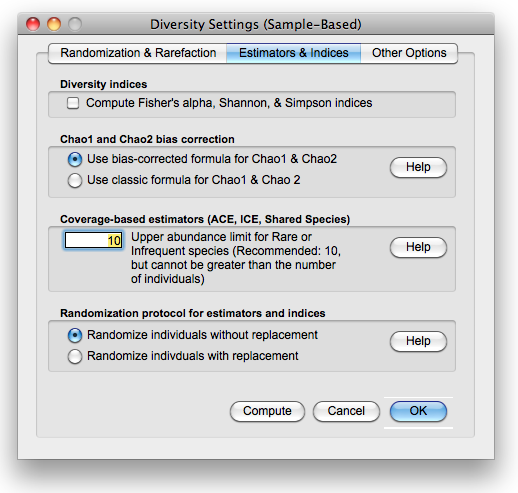 Diversity Settings (Sample-Based)
Randomization & Rarefaction Estimators & Indices Other Options
Diversity indices
Compute Fisher's alpha, Shannon, & Simpson indices
Chao1 and Chao2 bias correction
Use bias-corrected formula for Chao1 & Chao2
Help
Use classic formula for Chao1 & Chao 2
Coverage-based estimators (ACE, ICE, Shared Species)
10 Upper abundance limit for Rare or
Infrequent species (Recommended: 10,
but cannot be greater than the number
of individuals)
Help
Randomization protocol for estimators and indices
Randomize individuals without replacement
Help
Randomize indivduals with replacement
Compute Cancel OK